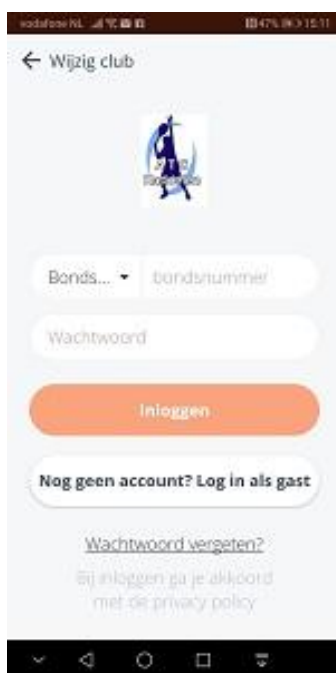 vodafone NL 47% 15:11
Wijzig club
Bonds... bondsnummer
Wachtwoord
Inloggen
Nog geen account? Log in als gast
Wachtwoord vergeten?
Bij inloggen ga je akkoord
met de privacy policy